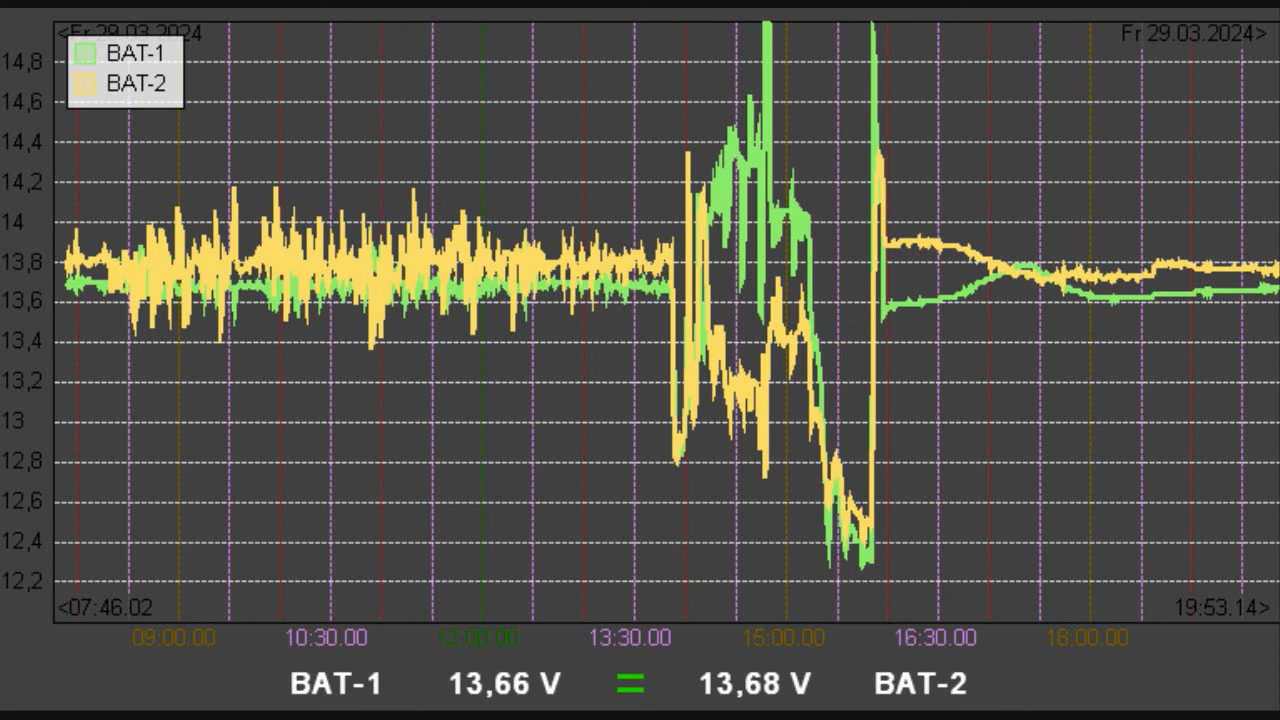 <Fr 29.03.2024
Fr 29.03.2024>
BAT-1
BAT-2
14,8
14,6
14,4
14,2
14
13,8
13,6
13,4
13,2
13
12,8
12,6
12,4
12,2
<07:46.02
19:53.14>
09:00.00 10:30.00 12:00.00 13:30.00 15:00.00 16:30.00 18:00.00
BAT-1 13,66 V = 13,68 V BAT-2